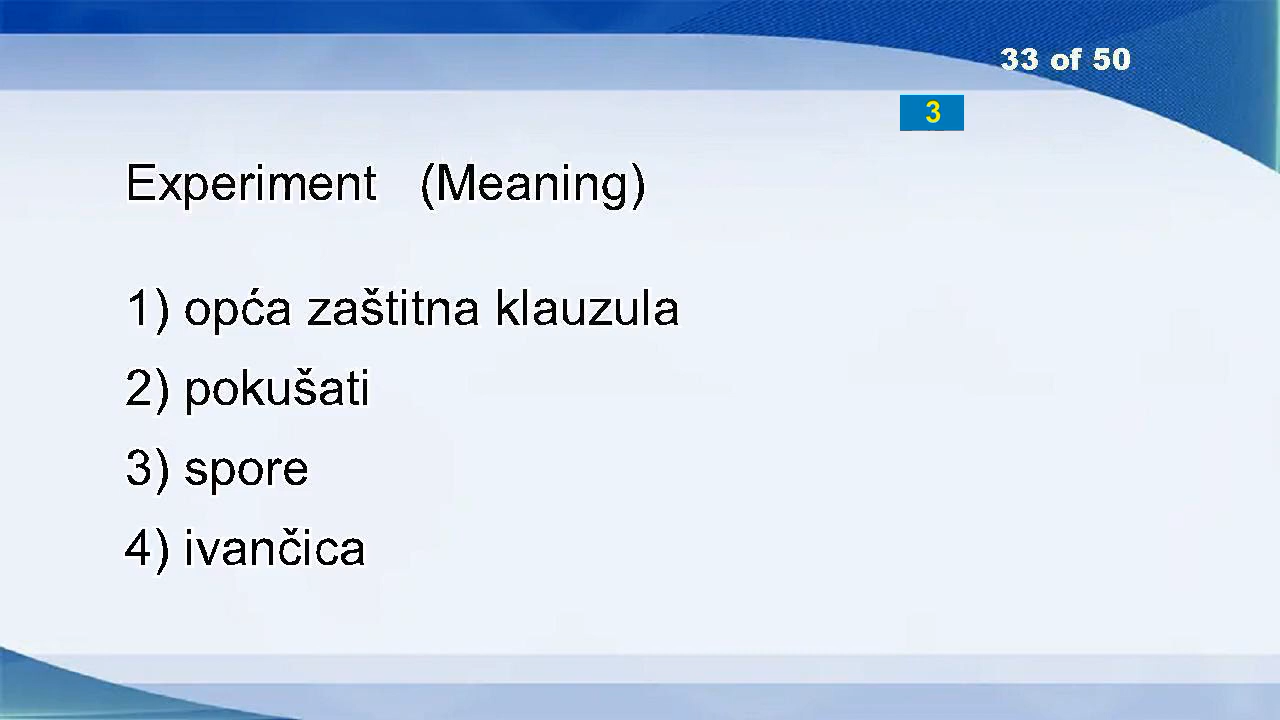 33 of 50
3
Experiment (Meaning)
1) opća zaštitna klauzula
2) pokušati
3) spore
4) ivančica